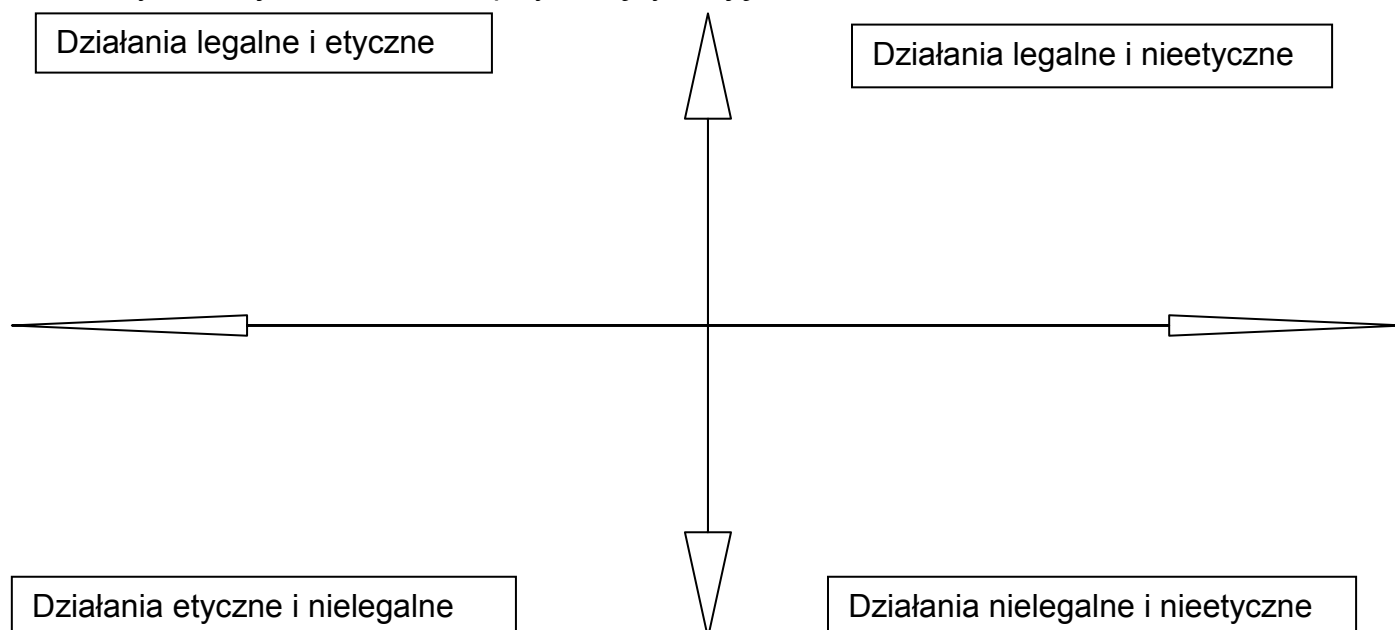 Działania legalne i etyczne
Działania legalne i nieetyczne
Działania etyczne i nielegalne
Działania nielegalne i nieetyczne